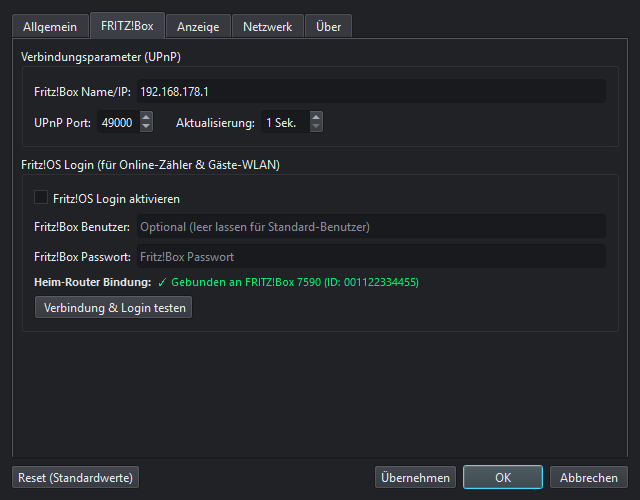 Allgemein FRITZ!Box Anzeige Netzwerk Über
Verbindungsparameter (UPnP)
Fritz!Box Name/IP: 192.168.178.1
UPnP Port: 49000 Aktualisierung: 1 Sek.
Fritz!OS Login (für Online-Zähler & Gäste-WLAN)
Fritz!OS Login aktivieren
Fritz!Box Benutzer: Optional (leer lassen für Standard-Benutzer)
Fritz!Box Passwort: Fritz!Box Passwort
Heim-Router Bindung: ✓ Gebunden an FRITZ!Box 7590 (ID: 001122334455)
Verbindung & Login testen
Reset (Standardwerte) Übernehmen OK Abbrechen